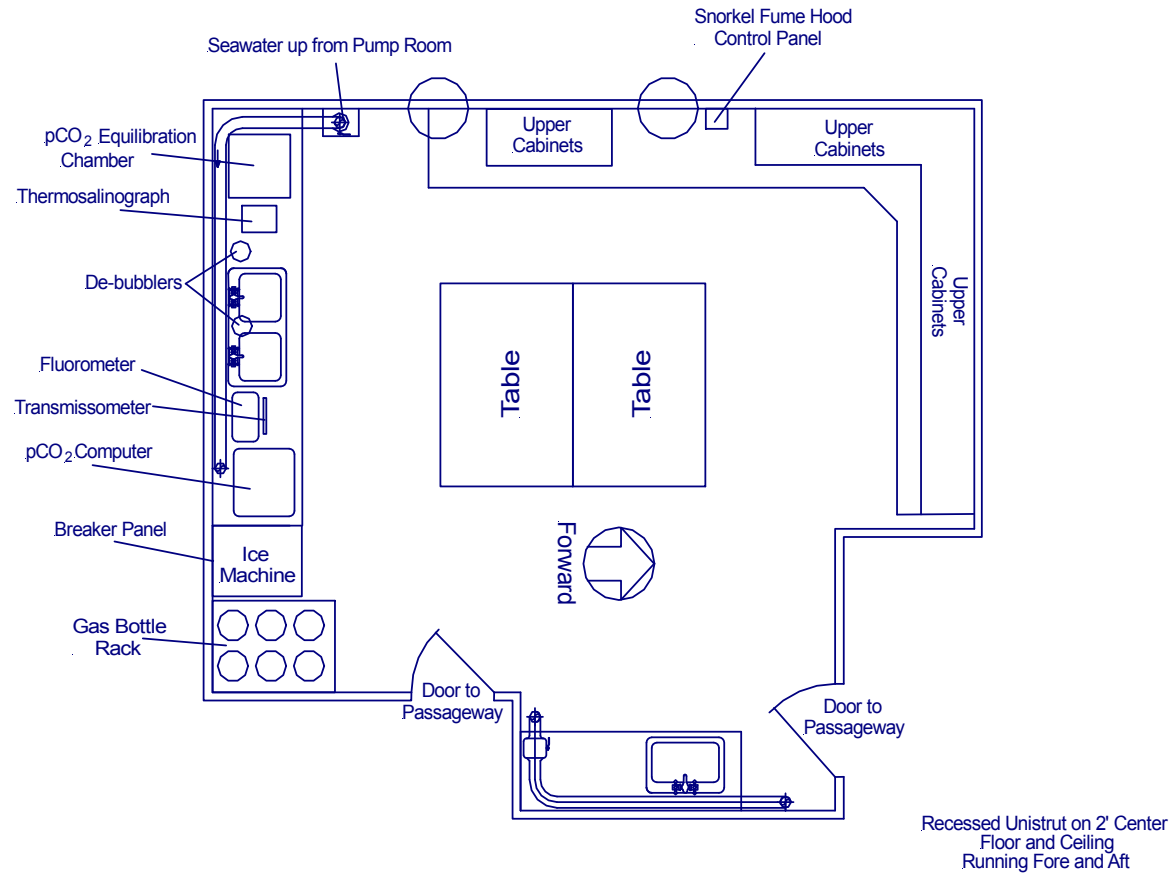 Snorkel Fume Hood
Control Panel
Seawater up from Pump Room
pCO2 Equilibration
Chamber
Upper
Cabinets
Upper
Cabinets
Thermosalinograph
De-bubblers
Upper
Cabinets
Fluorometer
Transmissometer
pCO2 Computer
Table
Table
Breaker Panel
Ice
Machine
Forward
Gas Bottle
Rack
Door to
Passageway
Door to
Passageway
Recessed Unistrut on 2' Center
Floor and Ceiling
Running Fore and Aft